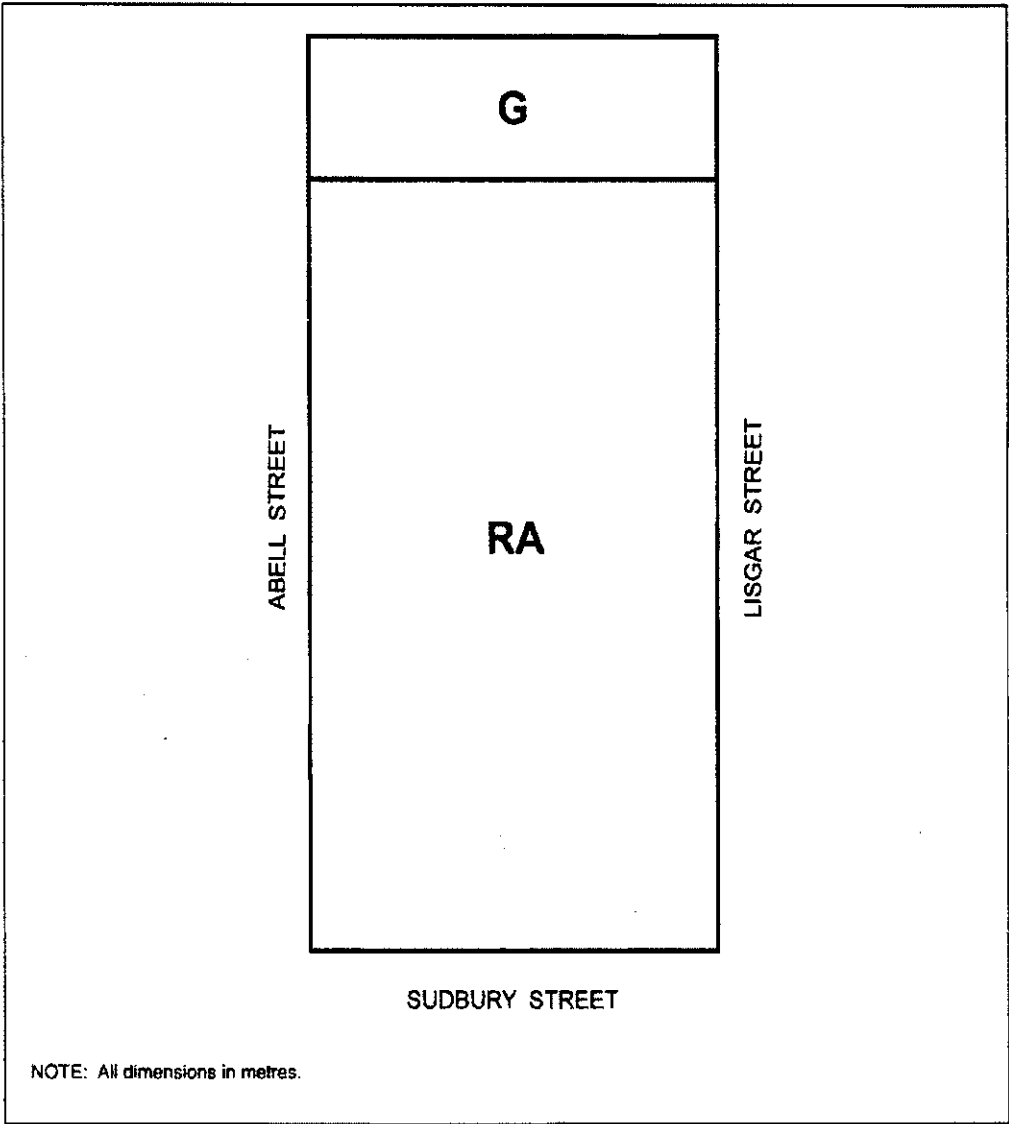 G
ABELL STREET
RA
LISGAR STREET
SUDBURY STREET
NOTE: All dimensions in metres.